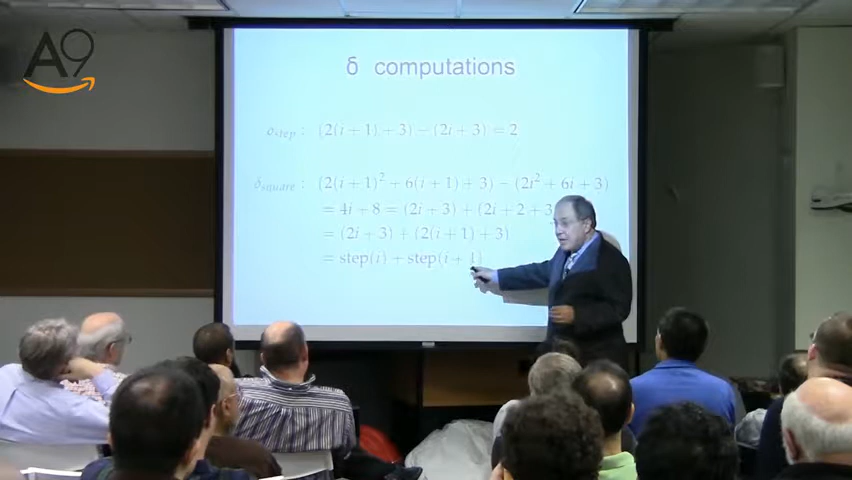 A9
δ computations
δstep : (2(i + 1) + 3) − (2i + 3) = 2
δsquare : (2(i + 1)² + 6(i + 1) + 3) − (2i² + 6i + 3)
= 4i + 8 = (2i + 3) + (2i + 2 + 3
= (2i + 3) + (2(i + 1) + 3)
= step(i) + step(i + 1)